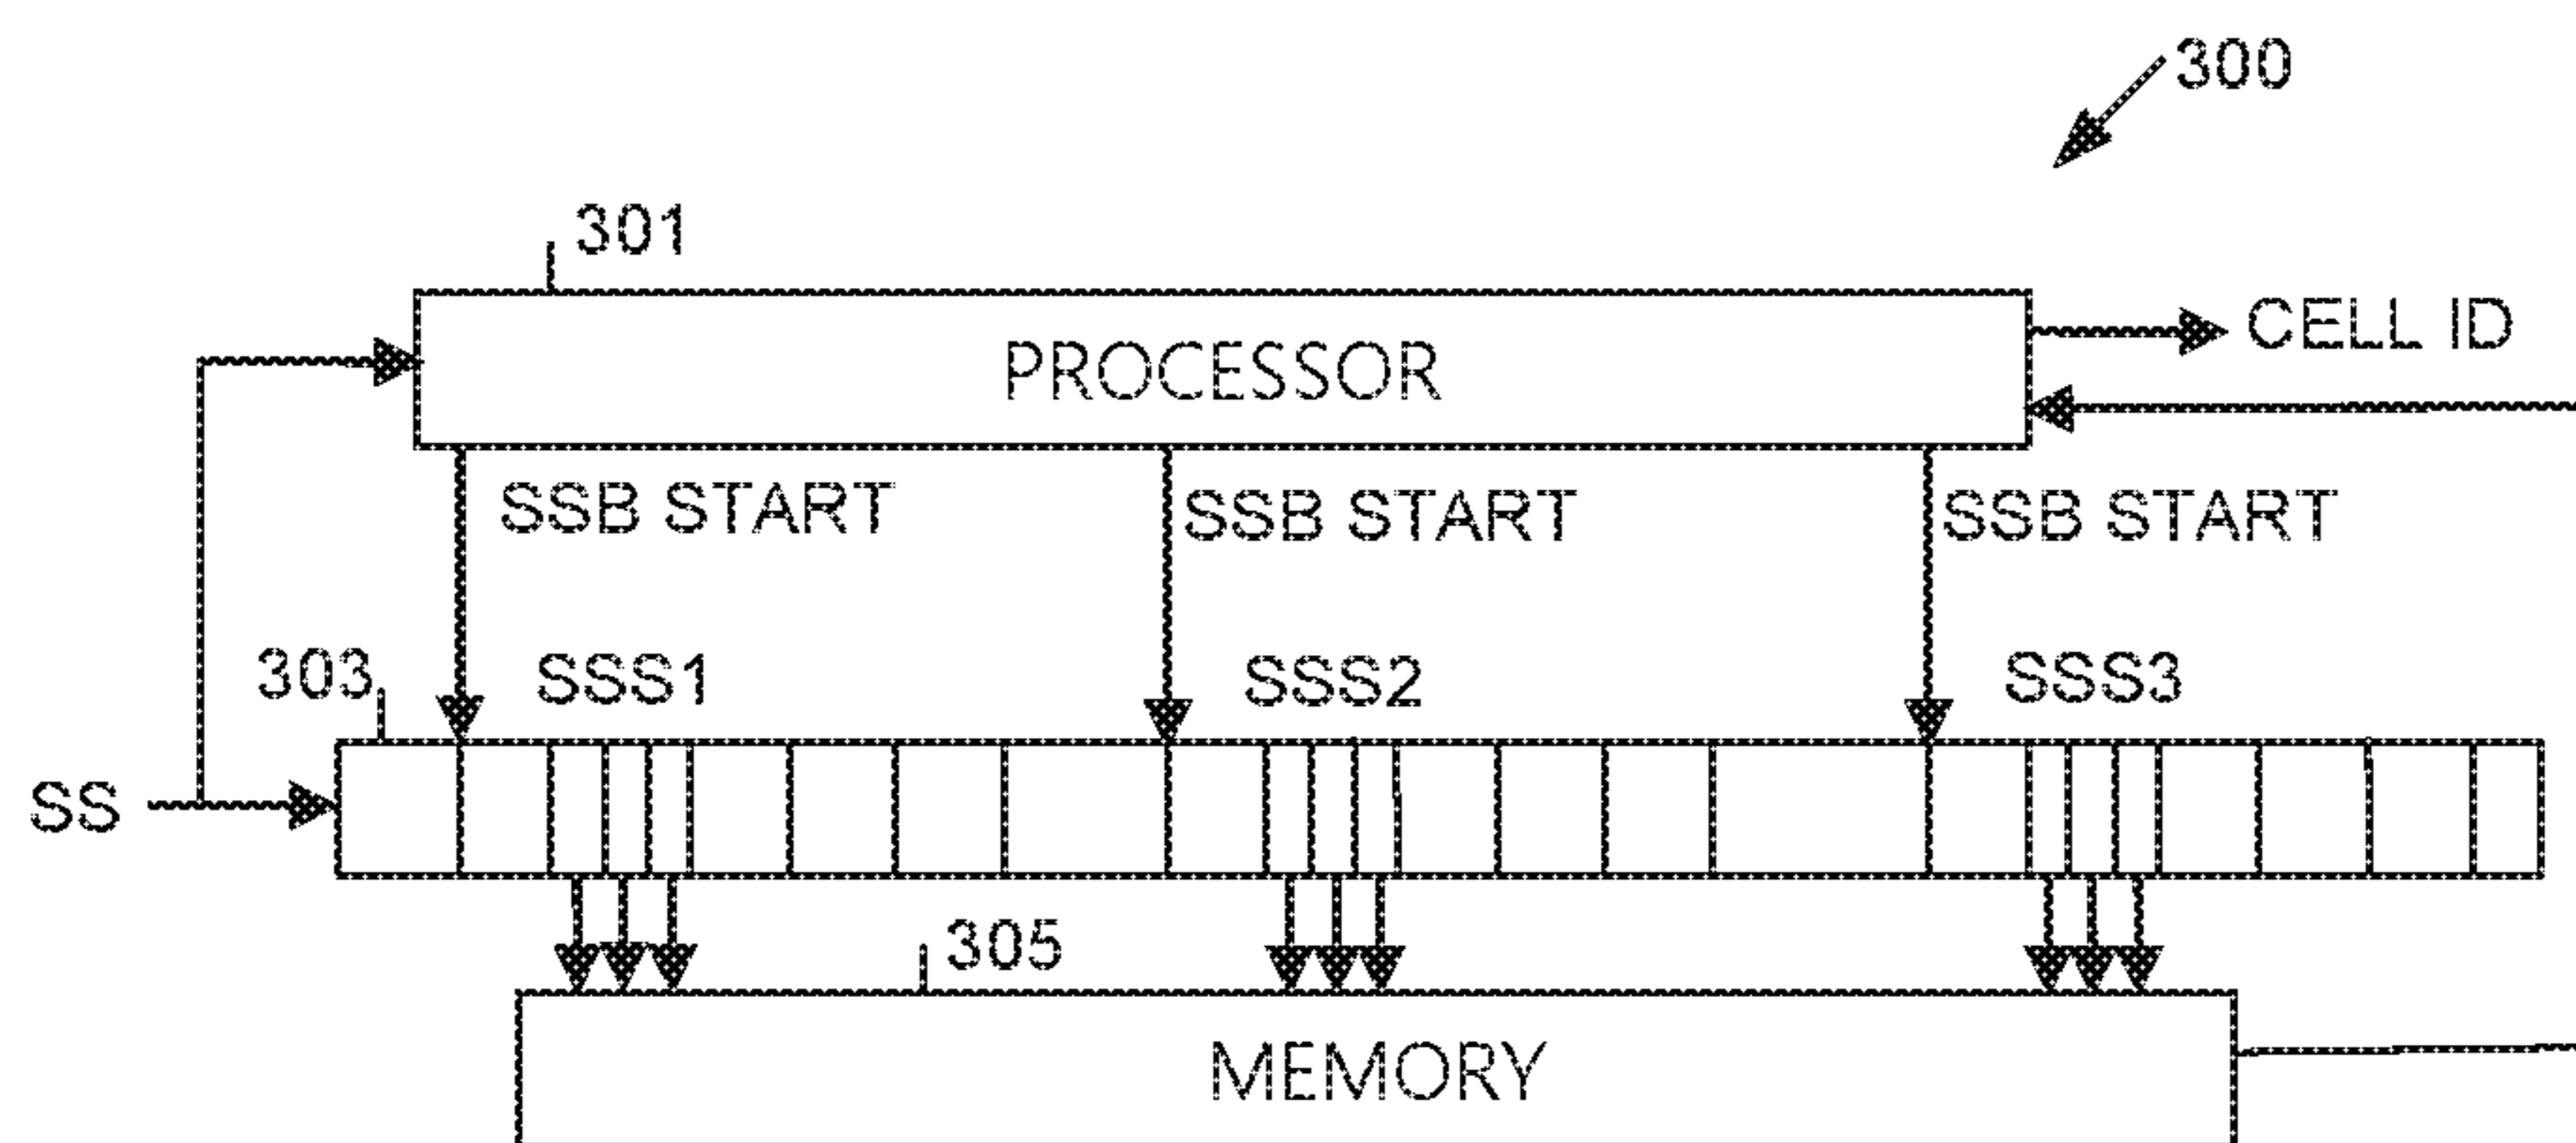 300
301
PROCESSOR
CELL ID
SSB START
SSB START
SSB START
303
SSS1
SSS2
SSS3
SS
305
MEMORY